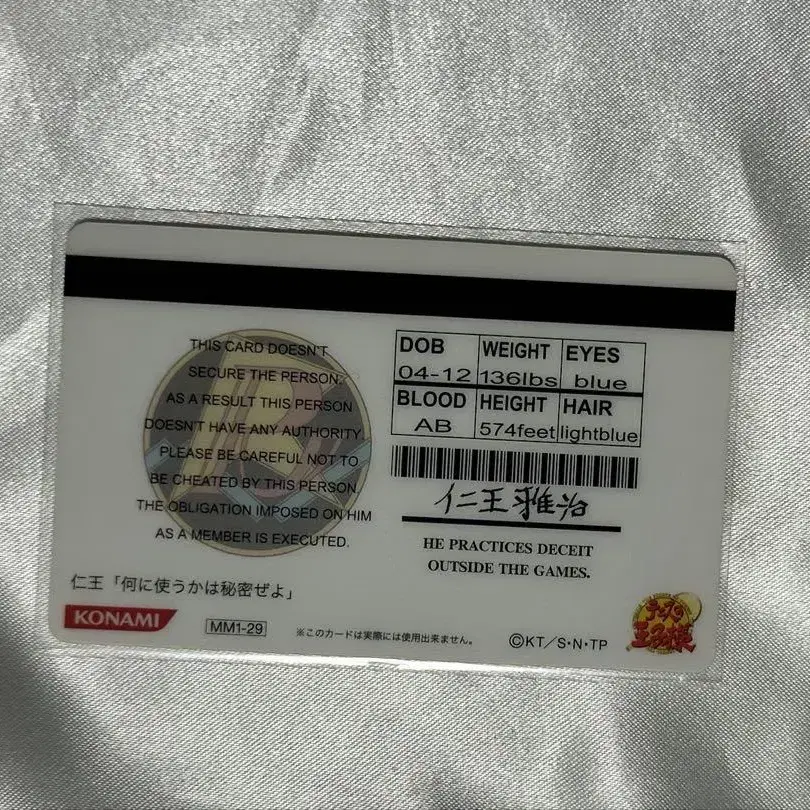 THIS CARD DOESN'T
SECURE THE PERSON.
AS A RESULT THIS PERSON
DOESN'T HAVE ANY AUTHORITY.
PLEASE BE CAREFUL NOT TO
BE CHEATED BY THIS PERSON.
THE OBLIGATION IMPOSED ON HIM
AS A MEMBER IS EXECUTED.
DOB WEIGHT EYES
04-12 136lbs blue
BLOOD HEIGHT HAIR
AB 574feet lightblue
仁王雅治
HE PRACTICES DECEIT
OUTSIDE THE GAMES.
仁王「何に使うかは秘密ぜよ」
KONAMI
MM1-29
※このカードは実際には使用出来ません。
©KT/S・N・TP
テニスの
王子様